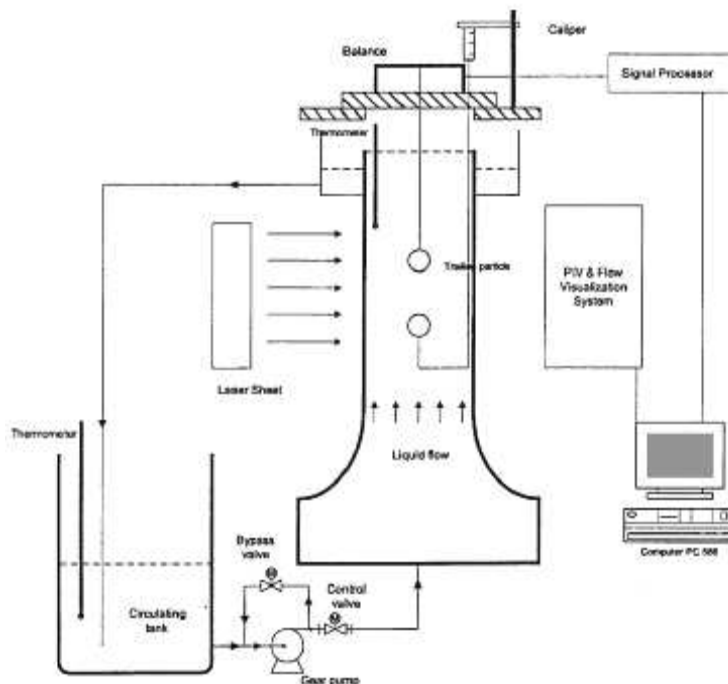 Caliper
Balance
Signal Processor
Thermometer
Trailing particle
PIV & Flow
Visualization
System
Laser Sheet
Thermometer
Liquid flow
Bypass
valve
Control
valve
Circulating
tank
Gear pump
Computer PC 586